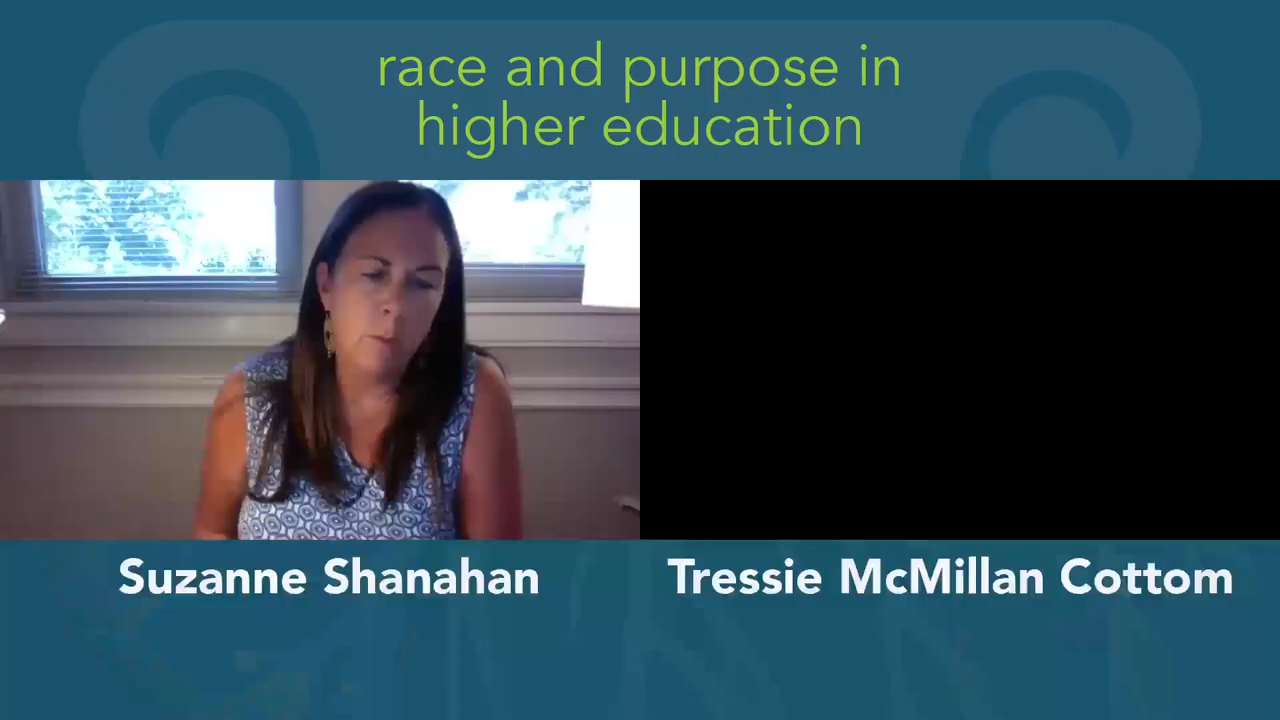 race and purpose in
higher education
Suzanne Shanahan
Tressie McMillan Cottom